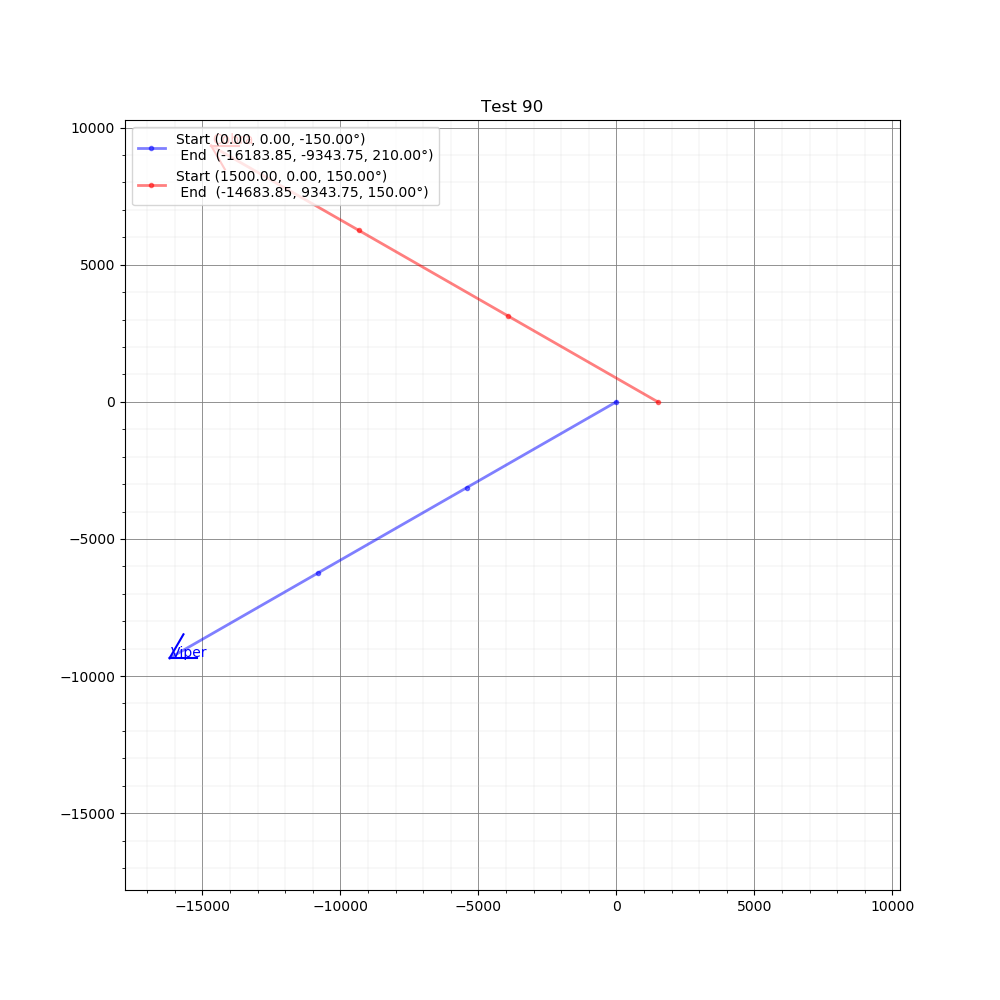 Test 90
Start (0.00, 0.00, -150.00°)
End (-16183.85, -9343.75, 210.00°)
Start (1500.00, 0.00, 150.00°)
End (-14683.85, 9343.75, 150.00°)
10000
5000
0
−5000
−10000
−15000
Viper
−15000
−10000
−5000
0
5000
10000